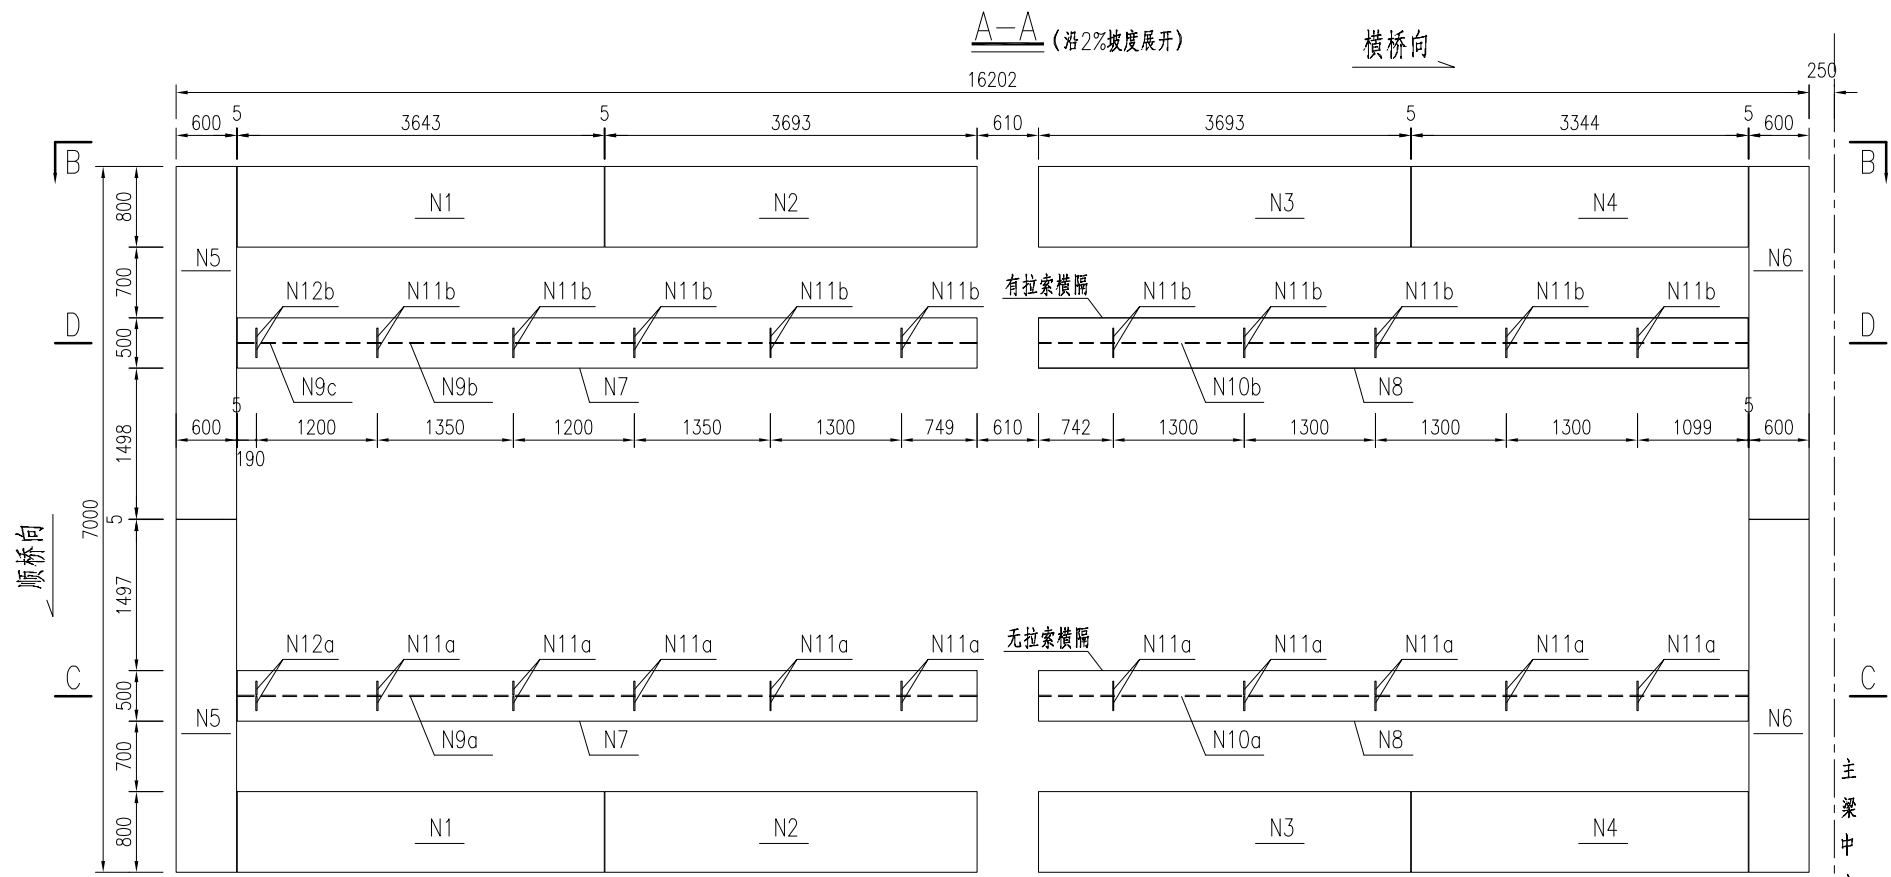 A-A (沿2%坡度展开)
横桥向
16202
250
600
5
3643
5
3693
610
3693
5
3344
5
600
B
B
800
N1
N2
N3
N4
N5
N6
700
N12b
N11b
N11b
N11b
N11b
N11b
有拉索横隔
N11b
N11b
N11b
N11b
N11b
D
D
500
N9c
N9b
N7
N10b
N8
5
5
600
1200
1350
1200
1350
1300
749
610
742
1300
1300
1300
1300
1099
600
190
1498
7000
5
顺桥向
1497
N12a
N11a
N11a
N11a
N11a
N11a
无拉索横隔
N11a
N11a
N11a
N11a
N11a
C
C
500
N5
N6
N9a
N7
N10a
N8
700
主
梁
中
800
N1
N2
N3
N4